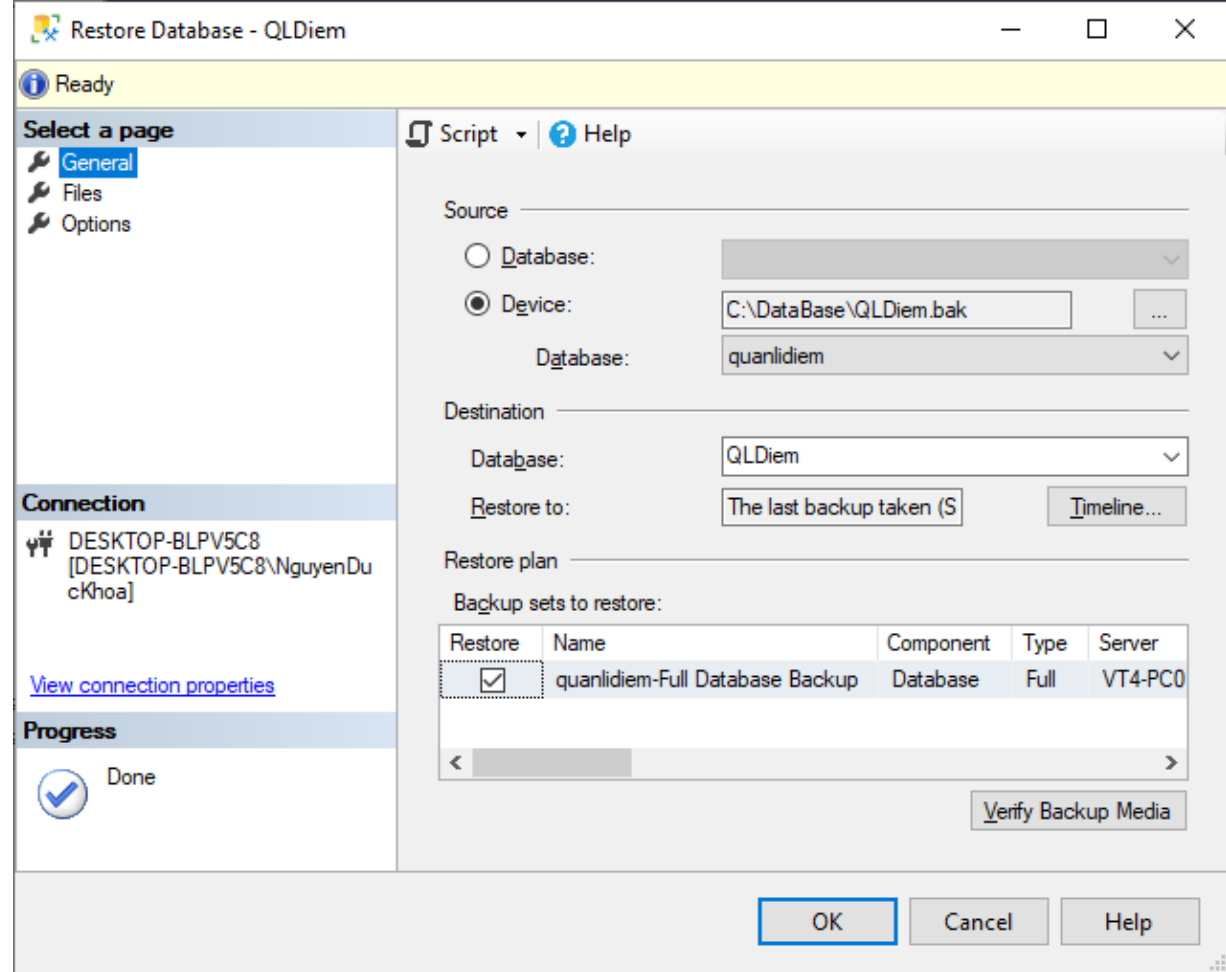 Restore Database - QLDiem
Ready
Select a page
General
Files
Options
Connection
DESKTOP-BLPV5C8
[DESKTOP-BLPV5C8\NguyenDu
cKhoa]
View connection properties
Progress
Done
Script
Help
Source
Database:
Device:
C:\DataBase\QLDiem.bak
...
Database:
quanlidiem
Destination
Database:
QLDiem
Restore to:
The last backup taken (S
Timeline...
Restore plan
Backup sets to restore:
Restore Name Component Type Server
quanlidiem-Full Database Backup Database Full VT4-PC0
Verify Backup Media
OK Cancel Help